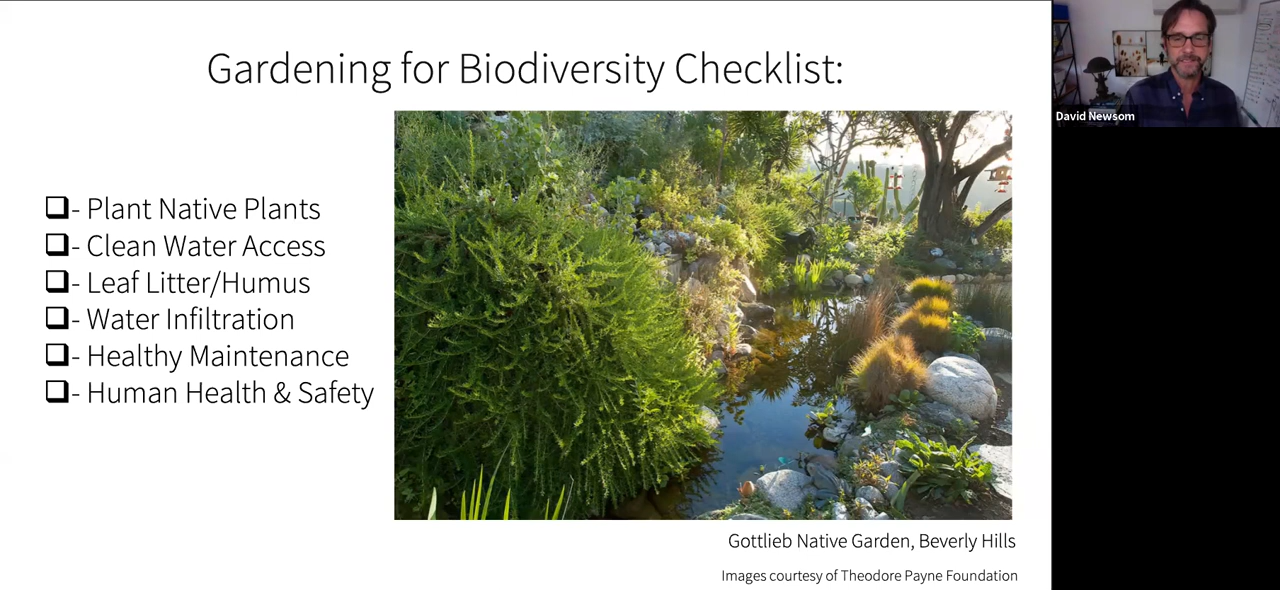 Gardening for Biodiversity Checklist:
❑- Plant Native Plants
❑- Clean Water Access
❑- Leaf Litter/Humus
❑- Water Infiltration
❑- Healthy Maintenance
❑- Human Health & Safety
Gottlieb Native Garden, Beverly Hills
Images courtesy of Theodore Payne Foundation
David Newsom